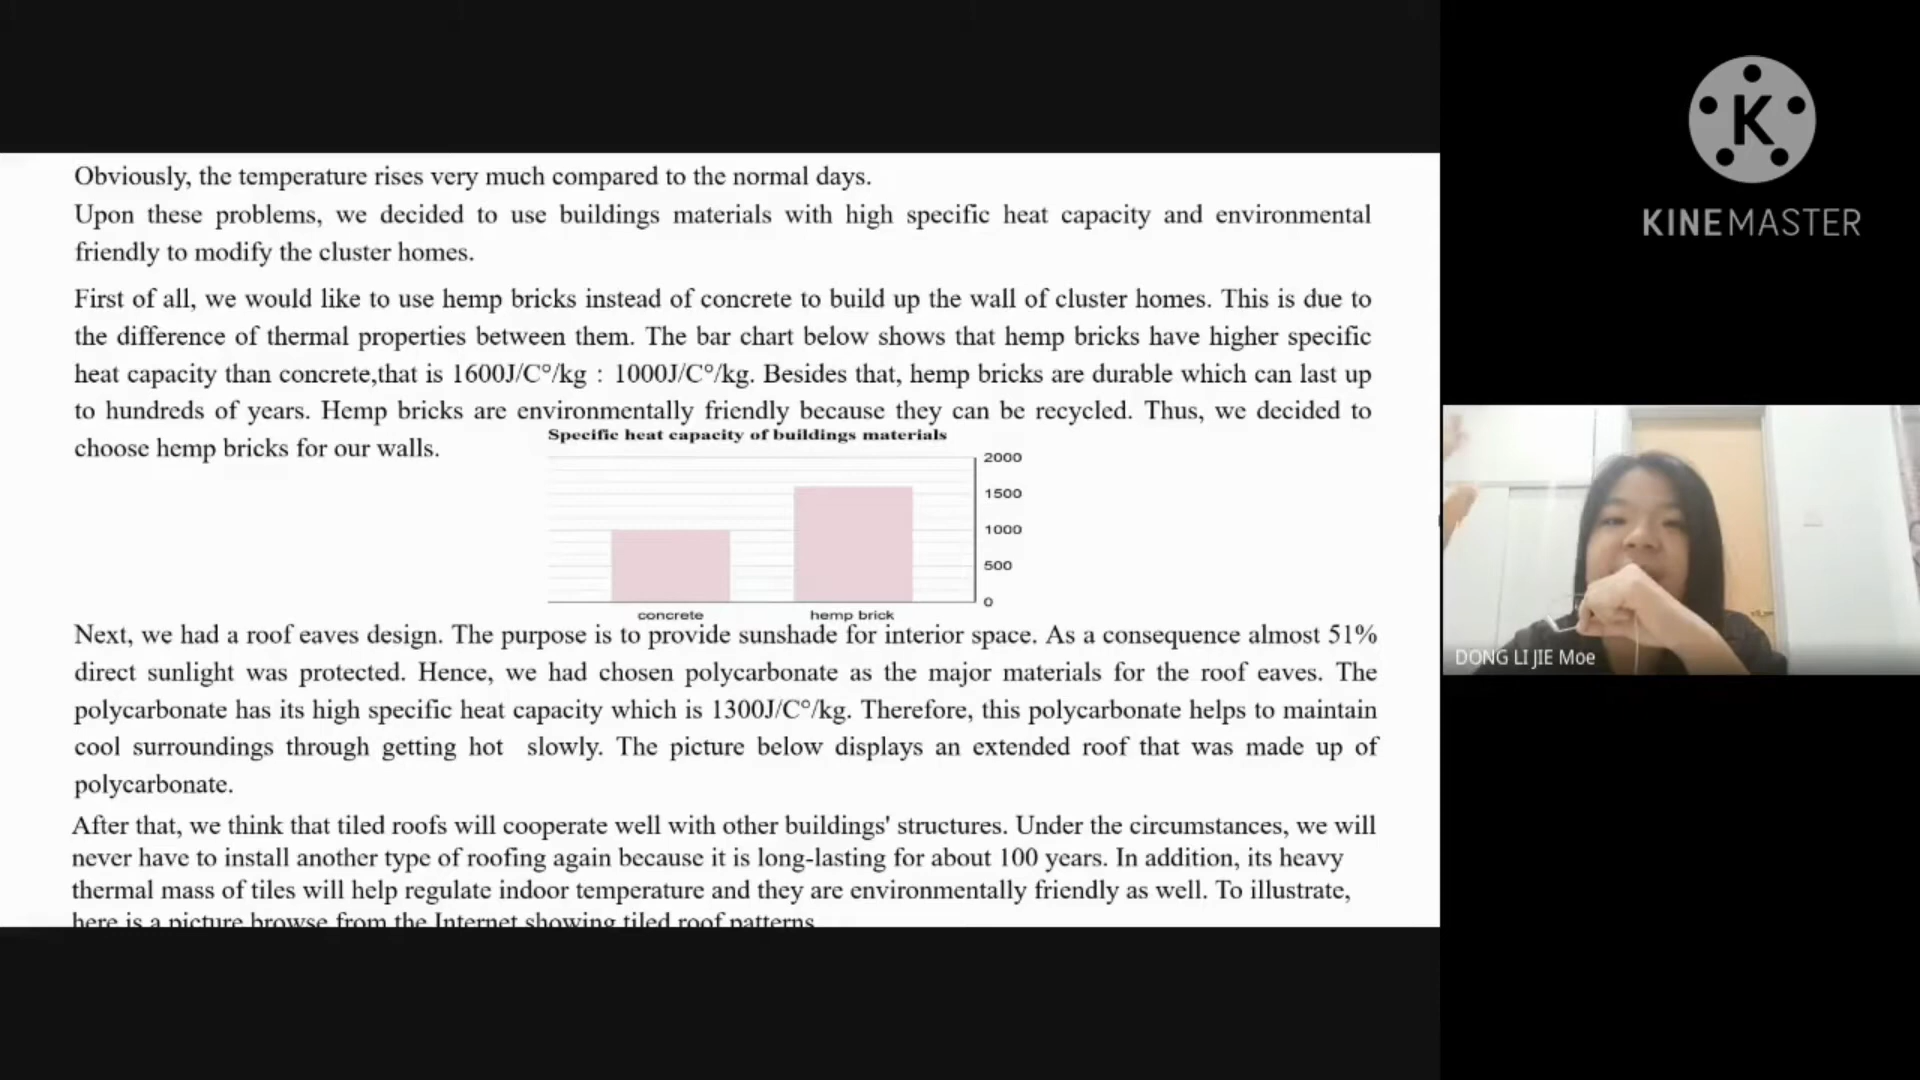 Obviously, the temperature rises very much compared to the normal days.
Upon these problems, we decided to use buildings materials with high specific heat capacity and environmental
friendly to modify the cluster homes.
First of all, we would like to use hemp bricks instead of concrete to build up the wall of cluster homes. This is due to
the difference of thermal properties between them. The bar chart below shows that hemp bricks have higher specific
heat capacity than concrete,that is 1600J/C°/kg : 1000J/C°/kg. Besides that, hemp bricks are durable which can last up
to hundreds of years. Hemp bricks are environmentally friendly because they can be recycled. Thus, we decided to
choose hemp bricks for our walls.
Specific heat capacity of buildings materials
2000
1500
1000
500
0
concrete
hemp brick
Next, we had a roof eaves design. The purpose is to provide sunshade for interior space. As a consequence almost 51%
direct sunlight was protected. Hence, we had chosen polycarbonate as the major materials for the roof eaves. The
polycarbonate has its high specific heat capacity which is 1300J/C°/kg. Therefore, this polycarbonate helps to maintain
cool surroundings through getting hot slowly. The picture below displays an extended roof that was made up of
polycarbonate.
After that, we think that tiled roofs will cooperate well with other buildings' structures. Under the circumstances, we will
never have to install another type of roofing again because it is long-lasting for about 100 years. In addition, its heavy
thermal mass of tiles will help regulate indoor temperature and they are environmentally friendly as well. To illustrate,
here is a picture browse from the Internet showing tiled roof patterns.
K
KINEMASTER
DONG LI JIE Moe